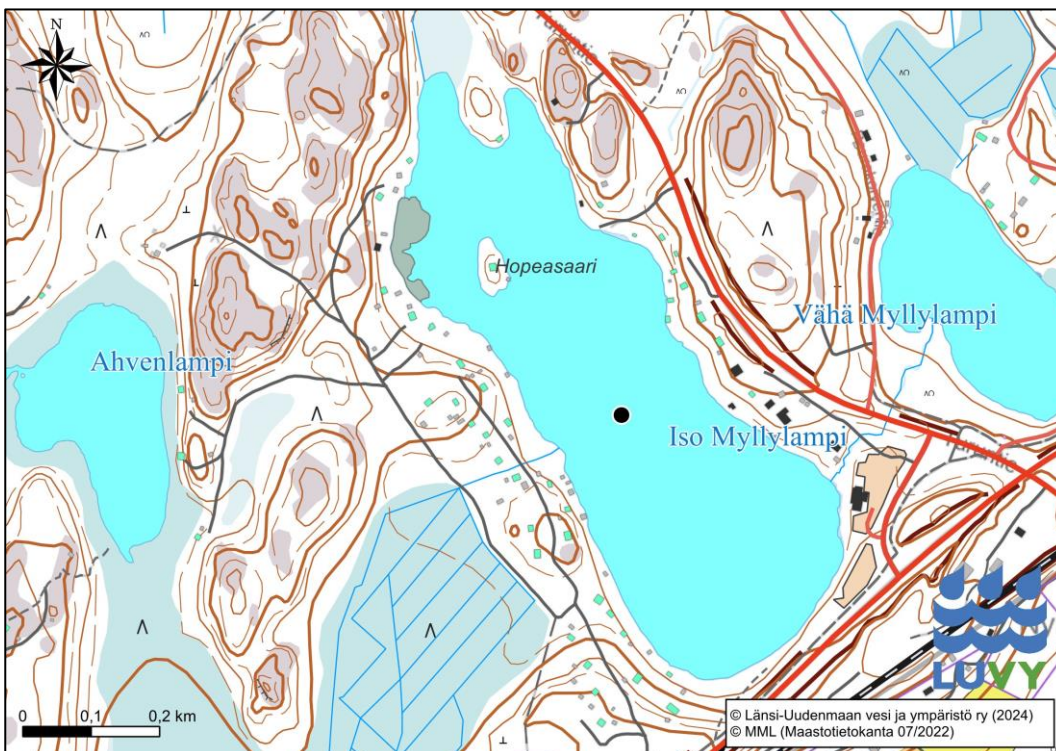 N
Hopeasaari
Vähä Myllylampi
Ahvenlampi
Iso Myllylampi
LUVY
0 0,1 0,2 km
© Länsi-Uudenmaan vesi ja ympäristö ry (2024)
© MML (Maastotietokanta 07/2022)